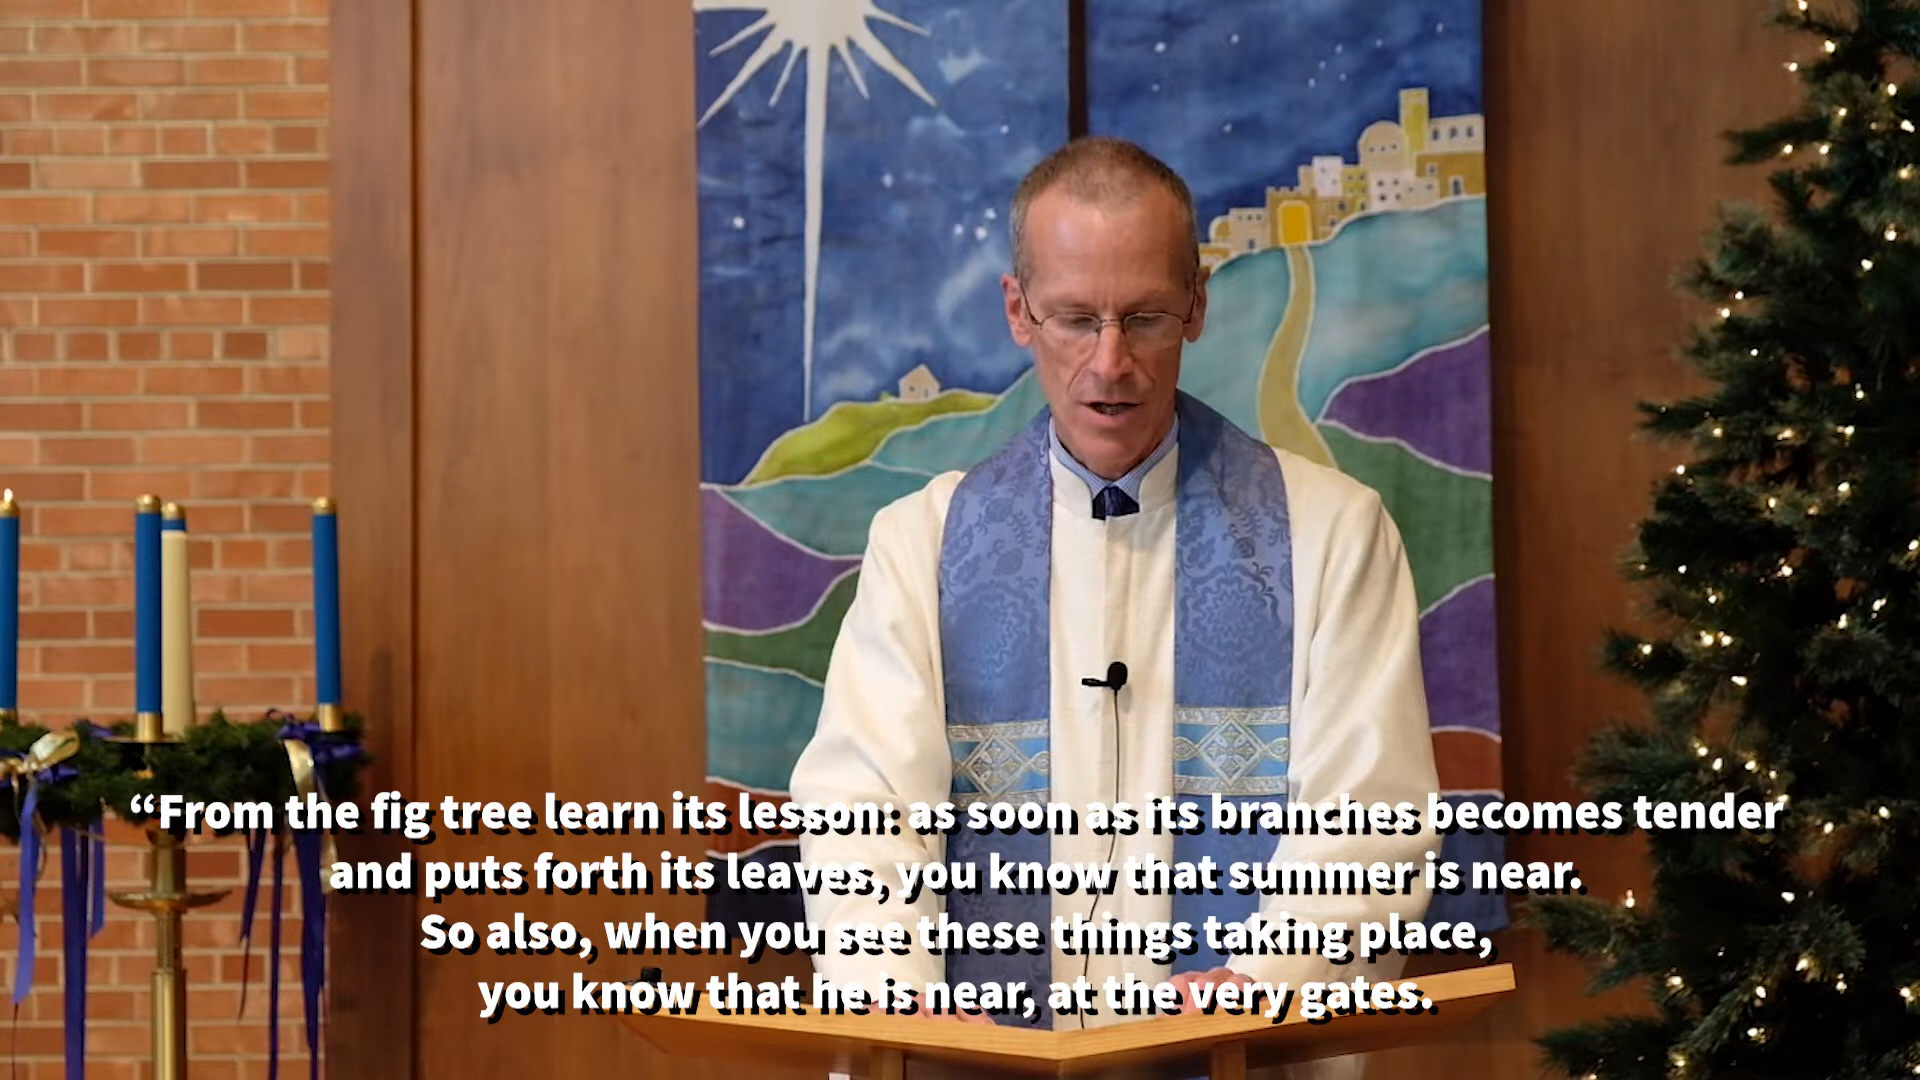 “From the fig tree learn its lesson: as soon as its branches becomes tender
and puts forth its leaves, you know that summer is near.
So also, when you see these things taking place,
you know that he is near, at the very gates.